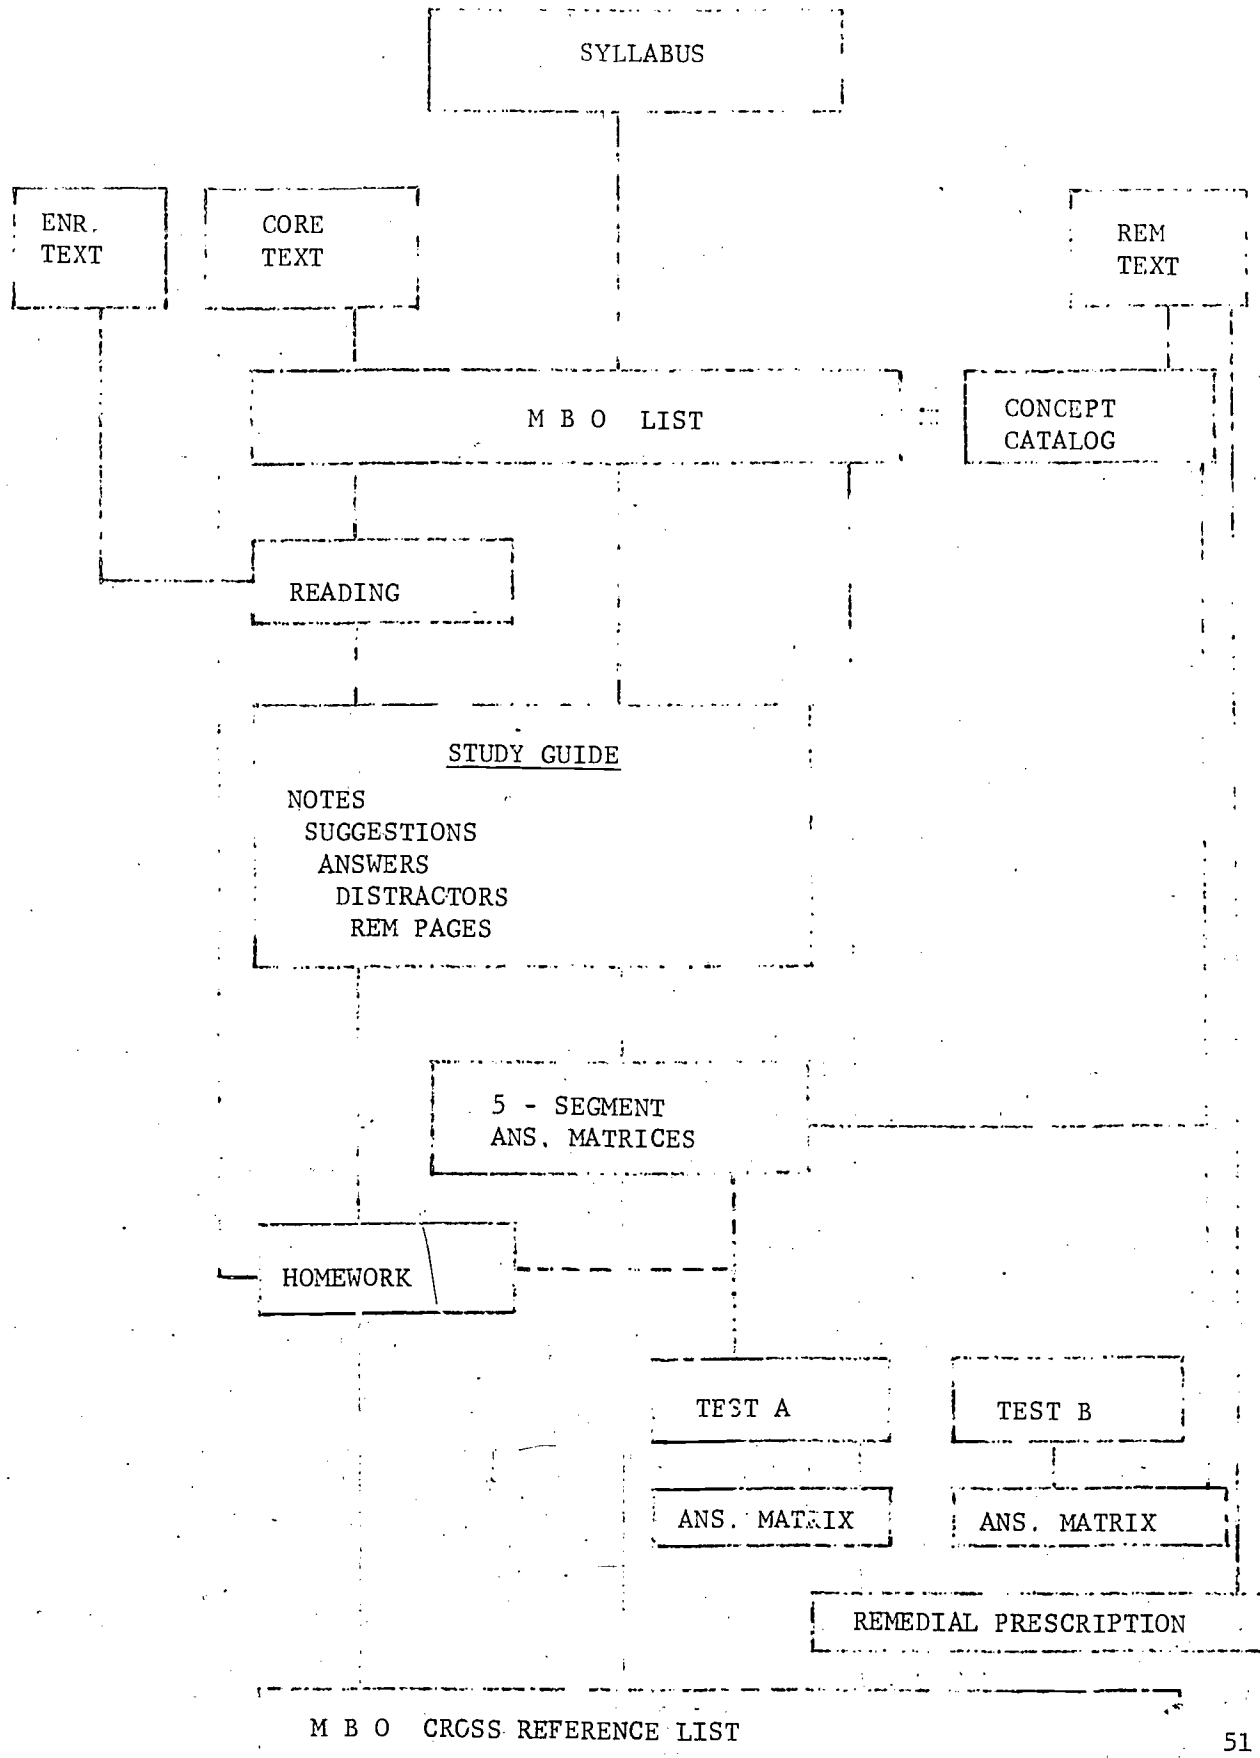 SYLLABUS
ENR.
TEXT
CORE
TEXT
REM
TEXT
M B O LIST
CONCEPT
CATALOG
READING
STUDY GUIDE
NOTES
SUGGESTIONS
ANSWERS
DISTRACTORS
REM PAGES
5 - SEGMENT
ANS. MATRICES
HOMEWORK
TEST A
TEST B
ANS. MATRIX
ANS. MATRIX
REMEDIAL PRESCRIPTION
M B O CROSS REFERENCE LIST
51